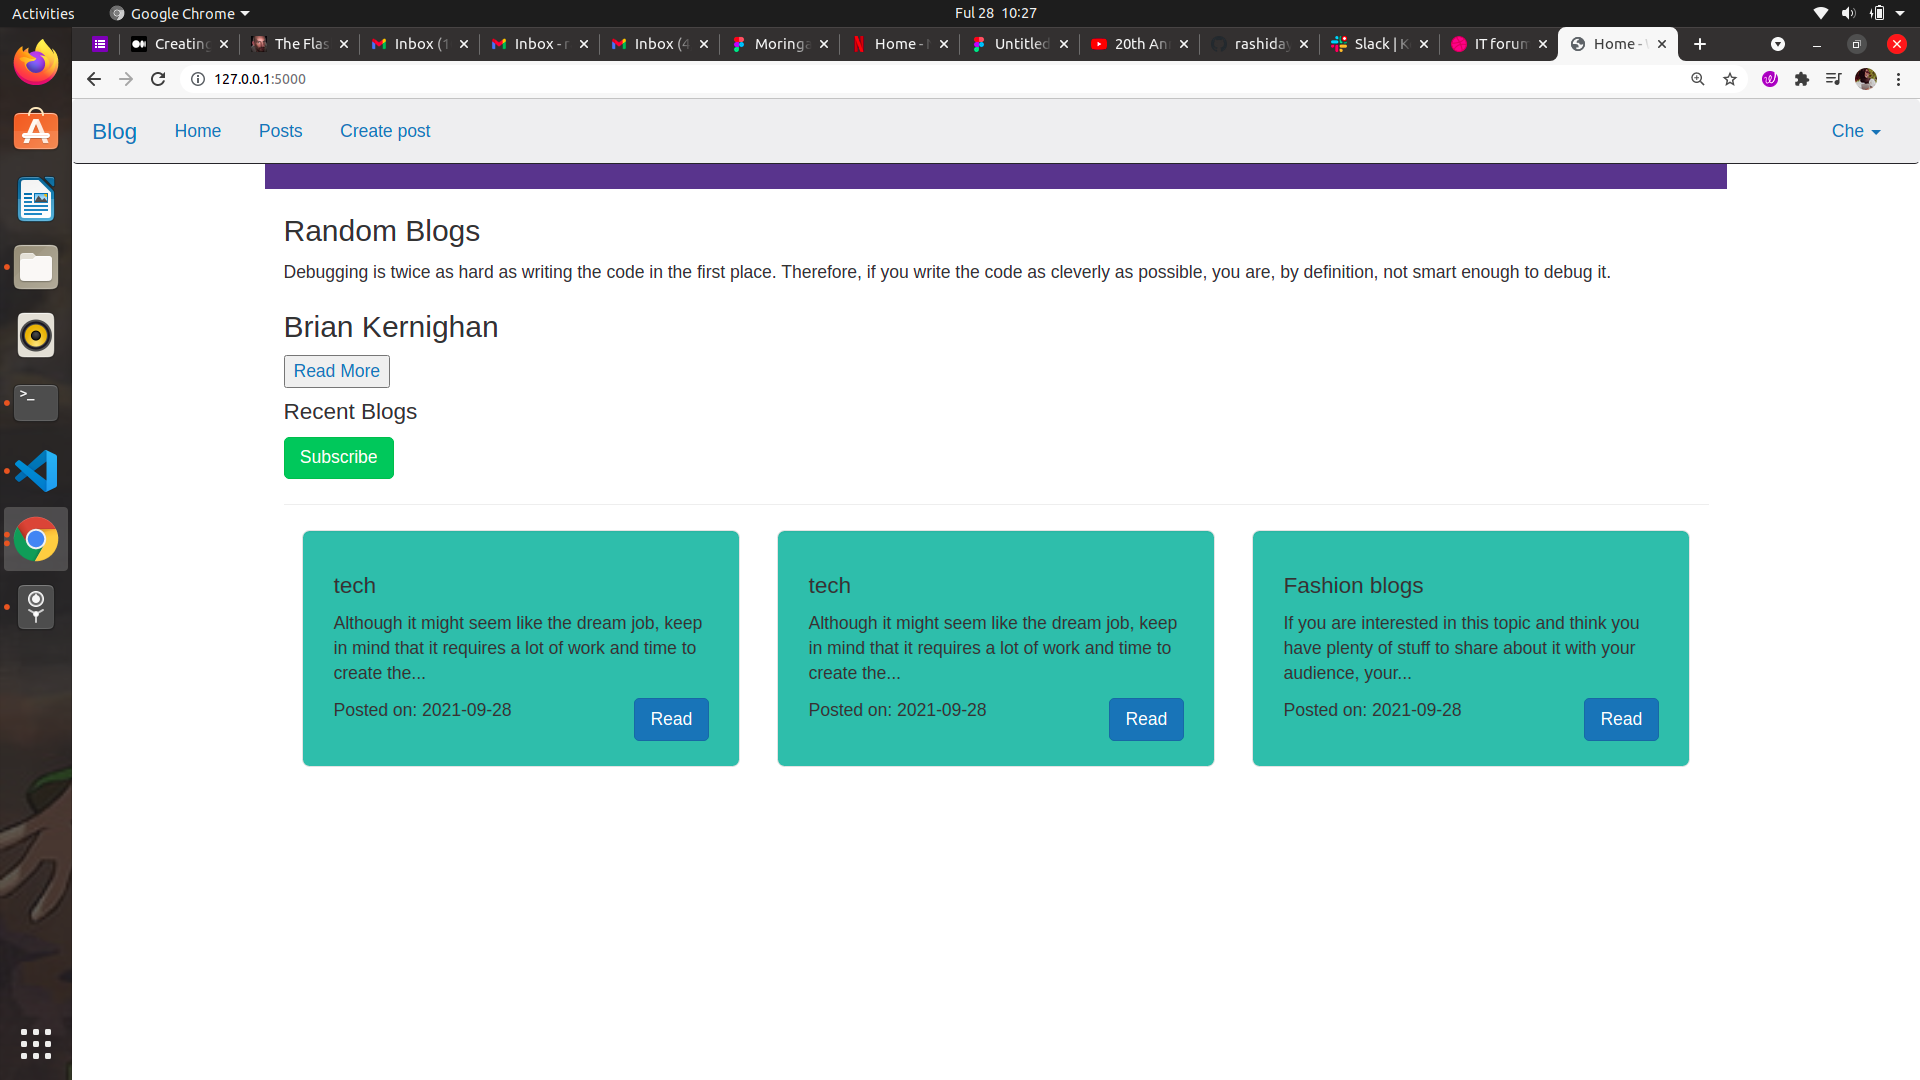 Activities
Google Chrome
Ful 28 10:27
Creating
The Flas
Inbox (1
Inbox - r
Inbox (4
Moringa
Home - N
Untitled
20th An
rashiday
Slack | K
IT forum
Home -
127.0.0.1:5000
Blog
Home
Posts
Create post
Che
Random Blogs
Debugging is twice as hard as writing the code in the first place. Therefore, if you write the code as cleverly as possible, you are, by definition, not smart enough to debug it.
Brian Kernighan
Read More
Recent Blogs
Subscribe
tech
Although it might seem like the dream job, keep
in mind that it requires a lot of work and time to
create the...
Posted on: 2021-09-28
Read
tech
Although it might seem like the dream job, keep
in mind that it requires a lot of work and time to
create the...
Posted on: 2021-09-28
Read
Fashion blogs
If you are interested in this topic and think you
have plenty of stuff to share about it with your
audience, your...
Posted on: 2021-09-28
Read